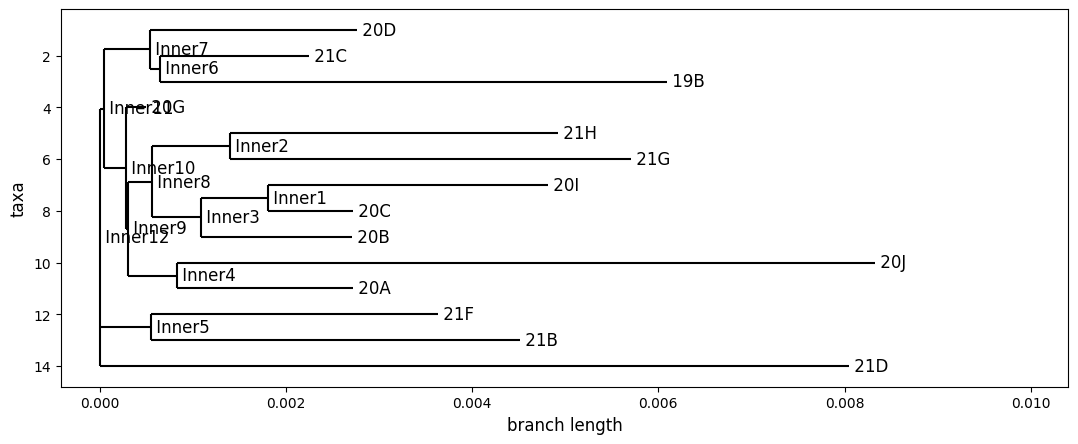 20D
Inner7
2
21C
Inner6
19B
4
Inner11
20G
21H
Inner2
6
21G
Inner10
Inner8
20I
Inner1
taxa
8
20C
Inner3
Inner9
Inner12
20B
10
20J
Inner4
20A
12
21F
Inner5
21B
14
21D
0.000 0.002 0.004 0.006 0.008 0.010
branch length